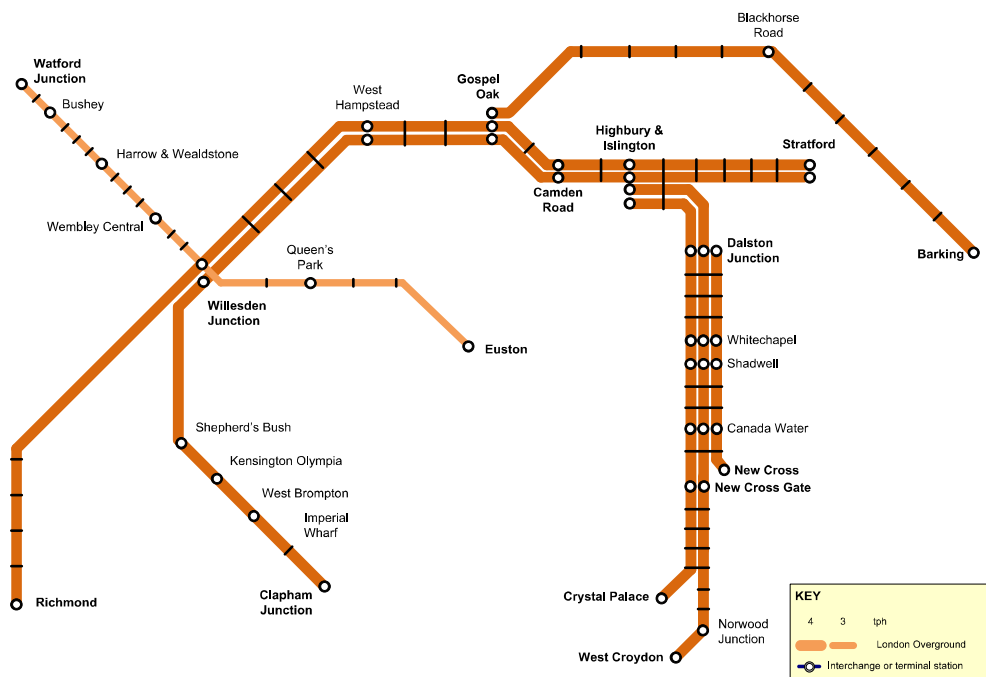 Blackhorse
Road
Watford
Junction
Bushey
West
Hampstead
Gospel
Oak
Harrow & Wealdstone
Highbury &
Islington
Stratford
Camden
Road
Wembley Central
Queen's
Park
Dalston
Junction
Barking
Willesden
Junction
Euston
Whitechapel
Shadwell
Shepherd's Bush
Canada Water
Kensington Olympia
New Cross
West Brompton
New Cross Gate
Imperial
Wharf
Richmond
Clapham
Junction
Crystal Palace
Norwood
Junction
West Croydon
KEY
4 3 tph
London Overground
Interchange or terminal station